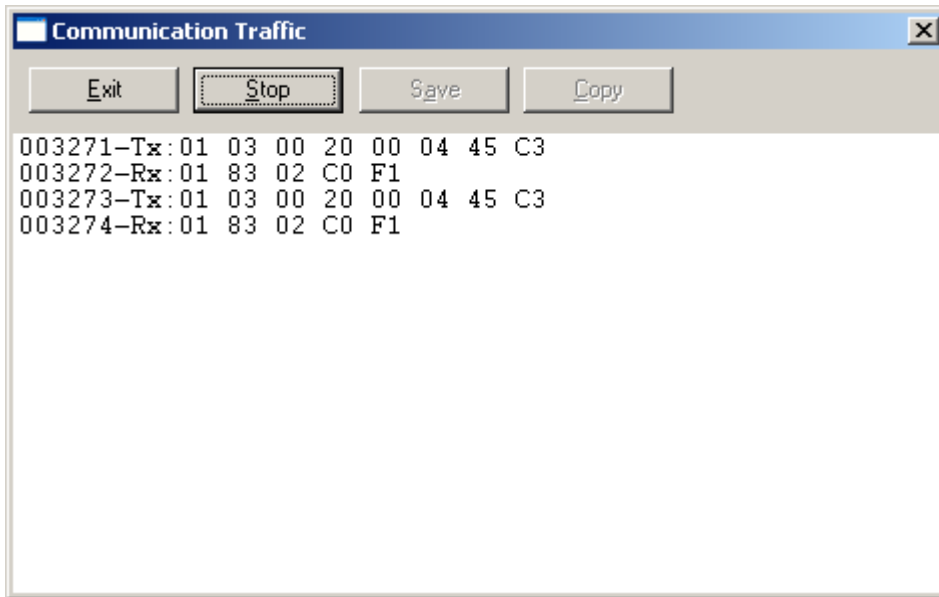 Communication Traffic
Exit Stop Save Copy
003271-Tx:01 03 00 20 00 04 45 C3
003272-Rx:01 83 02 C0 F1
003273-Tx:01 03 00 20 00 04 45 C3
003274-Rx:01 83 02 C0 F1